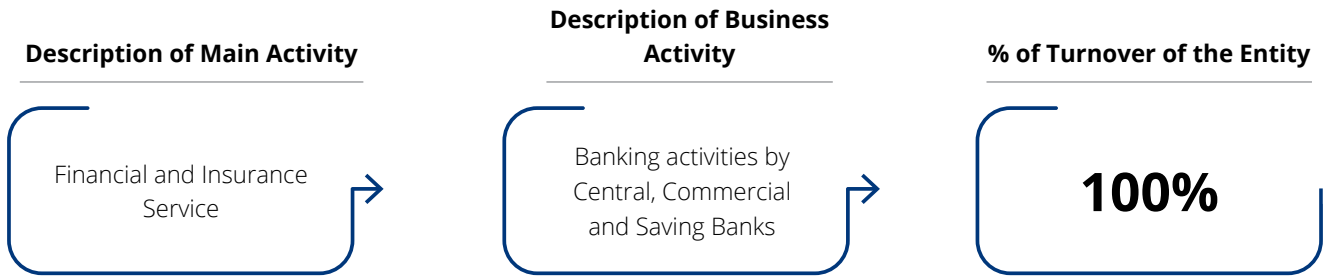 Description of Main Activity
Financial and Insurance
Service
Description of Business
Activity
Banking activities by
Central, Commercial
and Saving Banks
% of Turnover of the Entity
100%